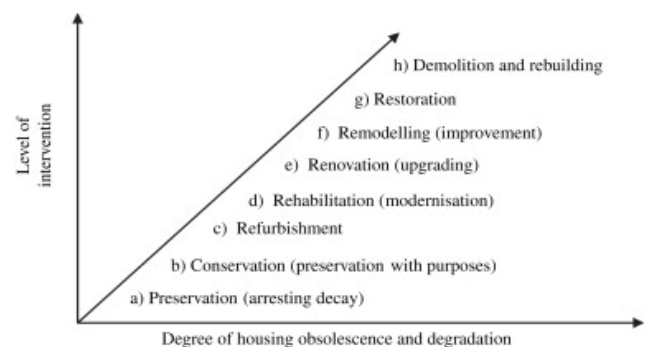 h) Demolition and rebuilding
g) Restoration
f) Remodelling (improvement)
e) Renovation (upgrading)
d) Rehabilitation (modernisation)
c) Refurbishment
b) Conservation (preservation with purposes)
a) Preservation (arresting decay)
Level of
intervention
Degree of housing obsolescence and degradation